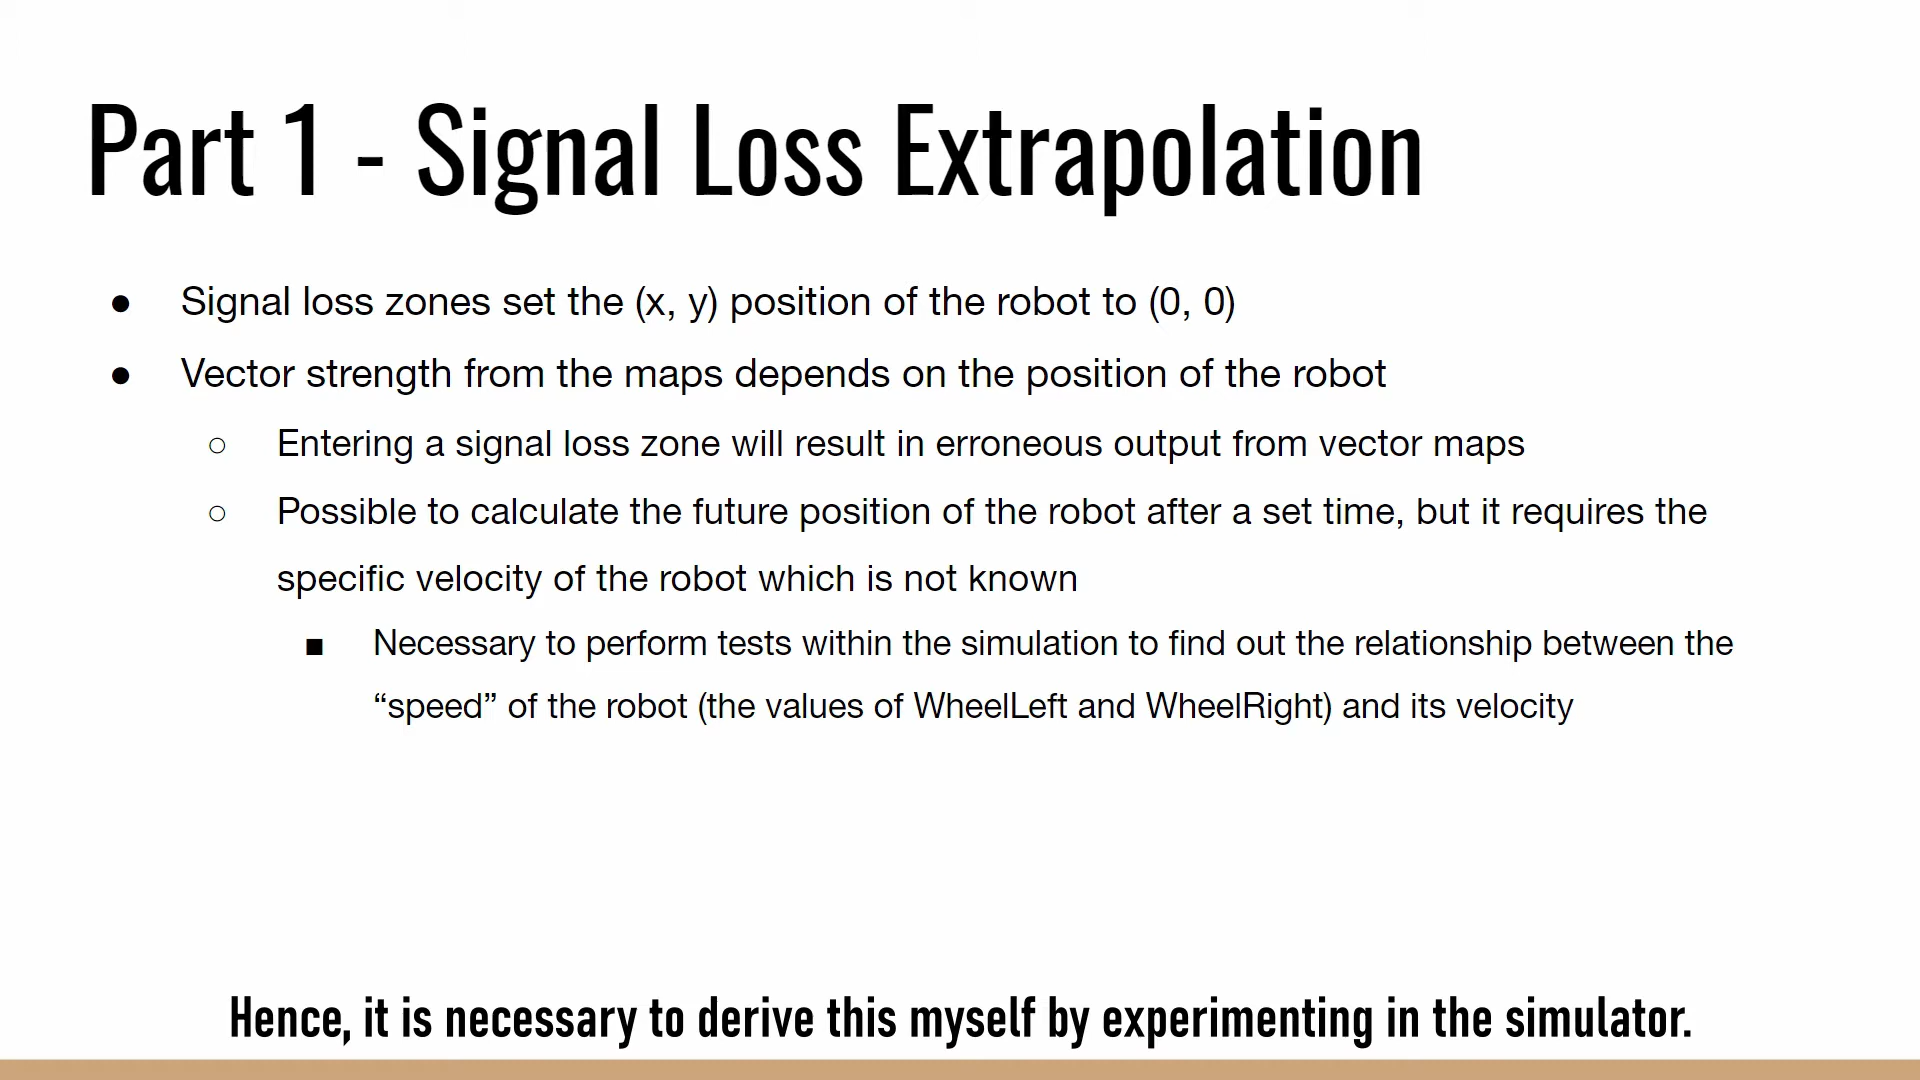 Part 1 - Signal Loss Extrapolation
● Signal loss zones set the (x, y) position of the robot to (0, 0)
● Vector strength from the maps depends on the position of the robot
○ Entering a signal loss zone will result in erroneous output from vector maps
○ Possible to calculate the future position of the robot after a set time, but it requires the
specific velocity of the robot which is not known
■ Necessary to perform tests within the simulation to find out the relationship between the
“speed” of the robot (the values of WheelLeft and WheelRight) and its velocity
Hence, it is necessary to derive this myself by experimenting in the simulator.